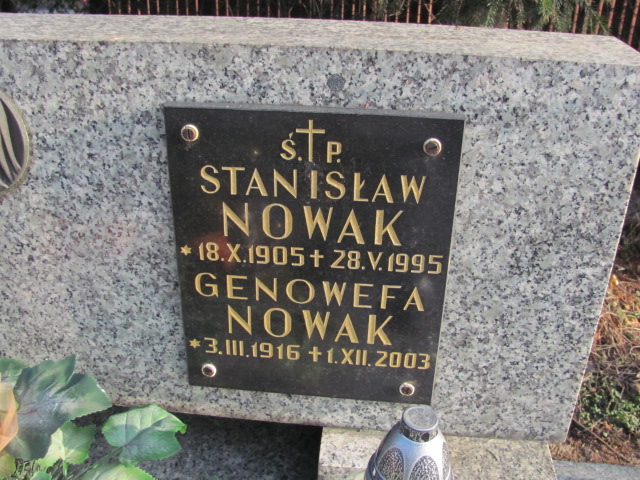 Ś.†P.
STANISŁAW
NOWAK
*18.X.1905 + 28.V.1995
GENOWEFA
NOWAK
*3.III.1916 + 1.XII.2003